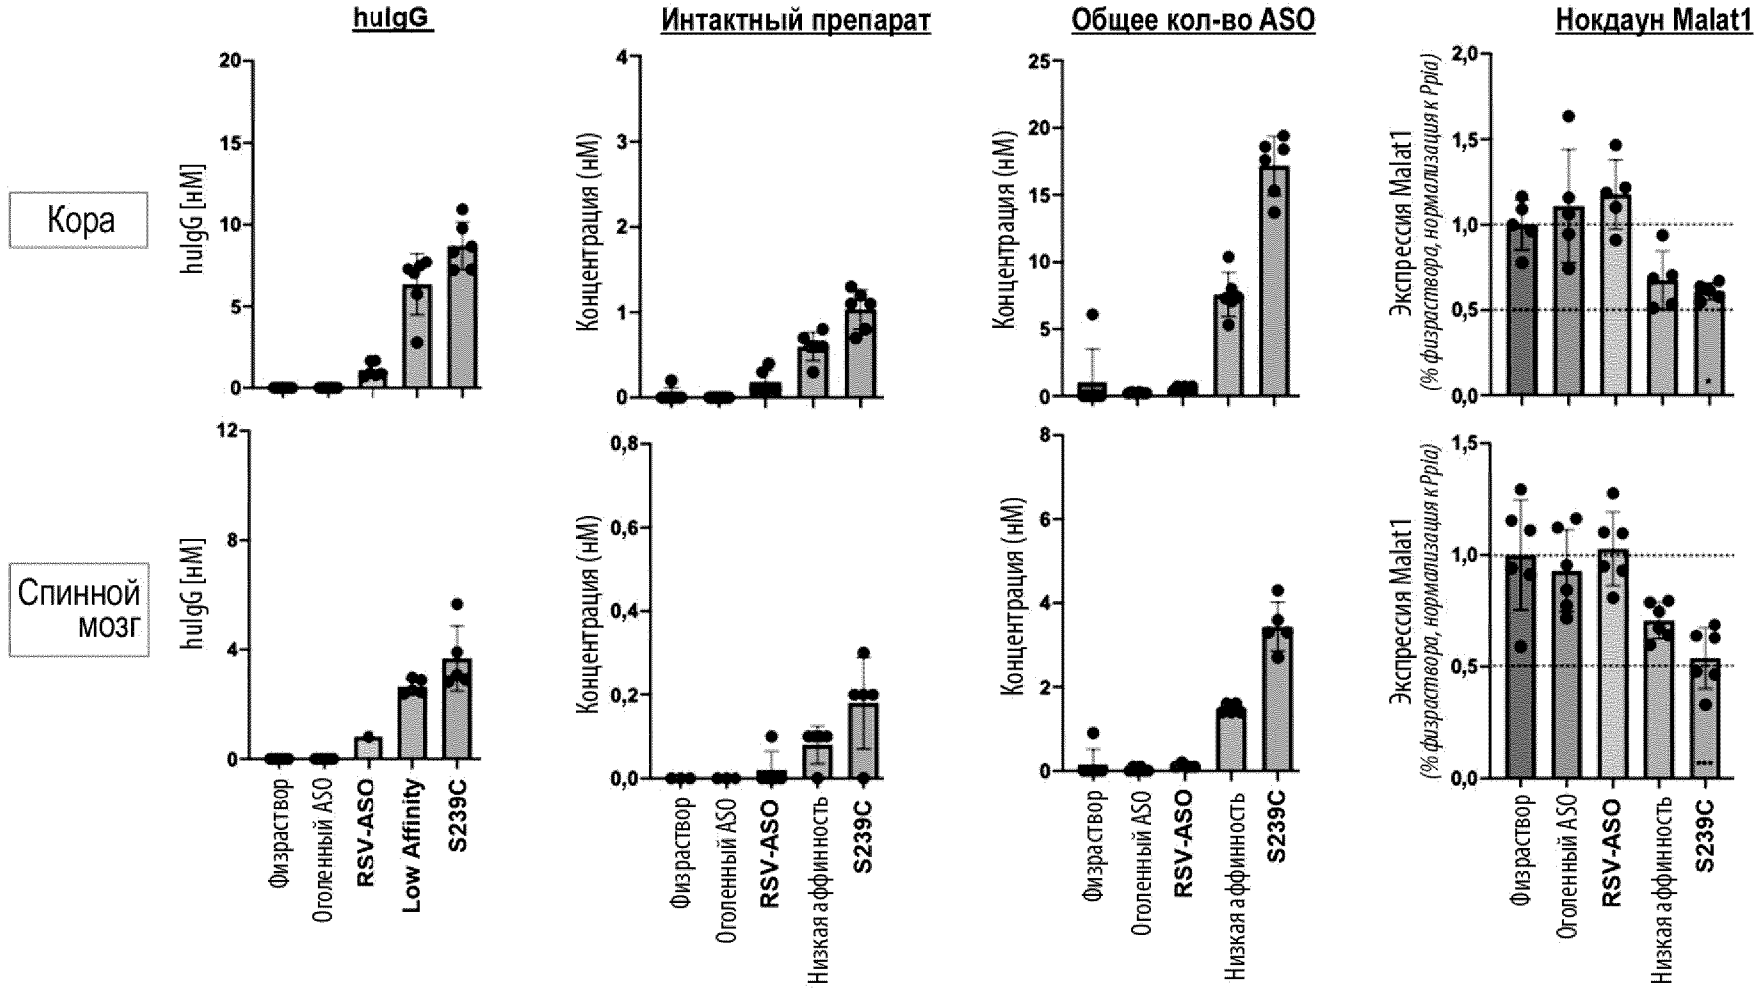 huIgG
Интактный препарат
Общее кол-во ASO
Нокдаун Malat1
Кора
huIgG [нМ]
20
15
10
5
0
Концентрация (нМ)
4
3
2
1
0
Концентрация (нМ)
25
20
15
10
5
0
Экспрессия Malat1
(% физраствора, нормализация к Ppia)
2,0
1,5
1,0
0,5
0,0
Спинной
мозг
huIgG [нМ]
12
8
4
0
Физраствор
Оголенный ASO
RSV-ASO
Low Affinity
S239C
Концентрация (нМ)
0,8
0,6
0,4
0,2
0,0
Физраствор
Оголенный ASO
RSV-ASO
Низкая аффинность
S239C
Концентрация (нМ)
8
6
4
2
0
Физраствор
Оголенный ASO
RSV-ASO
Низкая аффинность
S239C
Экспрессия Malat1
(% физраствора, нормализация к Ppia)
1,5
1,0
0,5
0,0
Физраствор
Оголенный ASO
RSV-ASO
Низкая аффинность
S239C